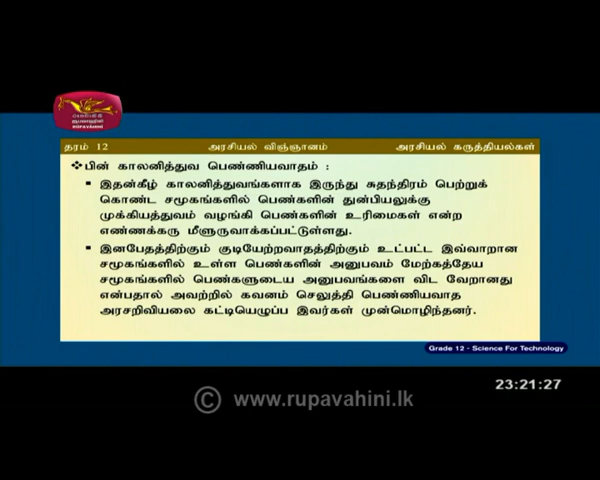 RUPAVAHINI
தரம் 12 அரசியல் விஞ்ஞானம் அரசியல் கருத்தியல்கள்
❖பின் காலனித்துவ பெண்ணியவாதம் :
▪ இதன்கீழ் காலனித்துவங்களாக இருந்து சுதந்திரம் பெற்றுக்
கொண்ட சமூகங்களில் பெண்களின் துன்பியலுக்கு
முக்கியத்துவம் வழங்கி பெண்களின் உரிமைகள் என்ற
எண்ணக்கரு மீளுருவாக்கப்பட்டுள்ளது.
▪ இனபேதத்திற்கும் குடியேற்றவாதத்திற்கும் உட்பட்ட இவ்வாறான
சமூகங்களில் உள்ள பெண்களின் அனுபவம் மேற்கத்தேய
சமூகங்களில் பெண்களுடைய அனுபவங்களை விட வேறானது
என்பதால் அவற்றில் கவனம் செலுத்தி பெண்ணியவாத
அரசறிவியலை கட்டியெழுப்ப இவர்கள் முன்மொழிந்தனர்.
Grade 12 - Science For Technology
23:21:27
© www.rupavahini.lk